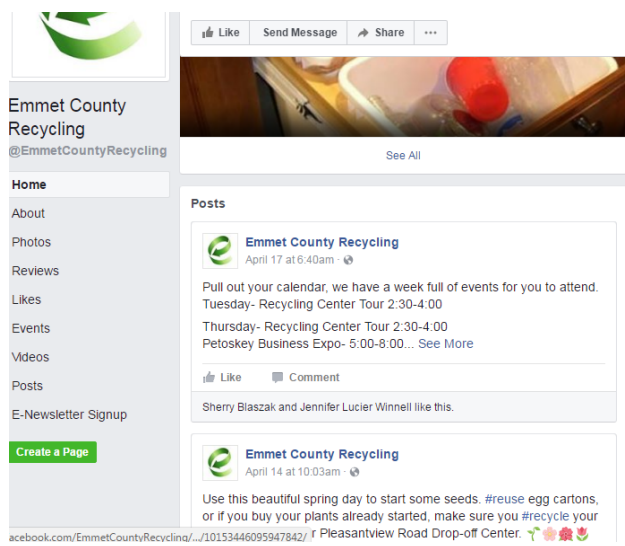 Like Send Message Share ...
Emmet County
Recycling
@EmmetCountyRecycling
See All
Home
About
Photos
Reviews
Likes
Events
Videos
Posts
E-Newsletter Signup
Create a Page
Posts
Emmet County Recycling
April 17 at 6:40am ·
Pull out your calendar, we have a week full of events for you to attend.
Tuesday- Recycling Center Tour 2:30-4:00
Thursday- Recycling Center Tour 2:30-4:00
Petoskey Business Expo- 5:00-8:00... See More
Like Comment
Sherry Blaszak and Jennifer Lucier Winnell like this.
Emmet County Recycling
April 14 at 10:03am ·
Use this beautiful spring day to start some seeds. #reuse egg cartons,
or if you buy your plants already started, make sure you #recycle your
r Pleasantview Road Drop-off Center. 🌱🌸🌺🌷
acebook.com/EmmetCountyRecycling/.../10153446095947842/